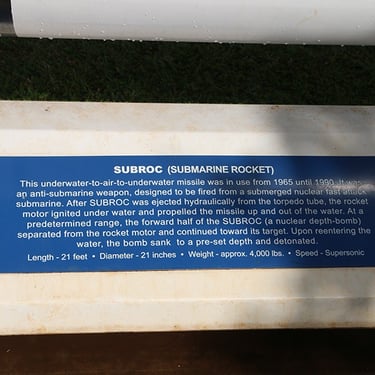 SUBROC (SUBMARINE ROCKET)
This underwater-to-air-to-underwater missile was in use from 1965 until 1990. It was
an anti-submarine weapon, designed to be fired from a submerged nuclear fast attack
submarine. After SUBROC was ejected hydraulically from the torpedo tube, the rocket
motor ignited under water and propelled the missile up and out of the water. At a
predetermined range, the forward half of the SUBROC (a nuclear depth-bomb)
separated from the rocket motor and continued toward its target. Upon reentering
the water, the bomb sank to a pre-set depth and detonated.
Length - 21 feet • Diameter - 21 inches • Weight - approx. 4,000 lbs. • Speed - Supersonic